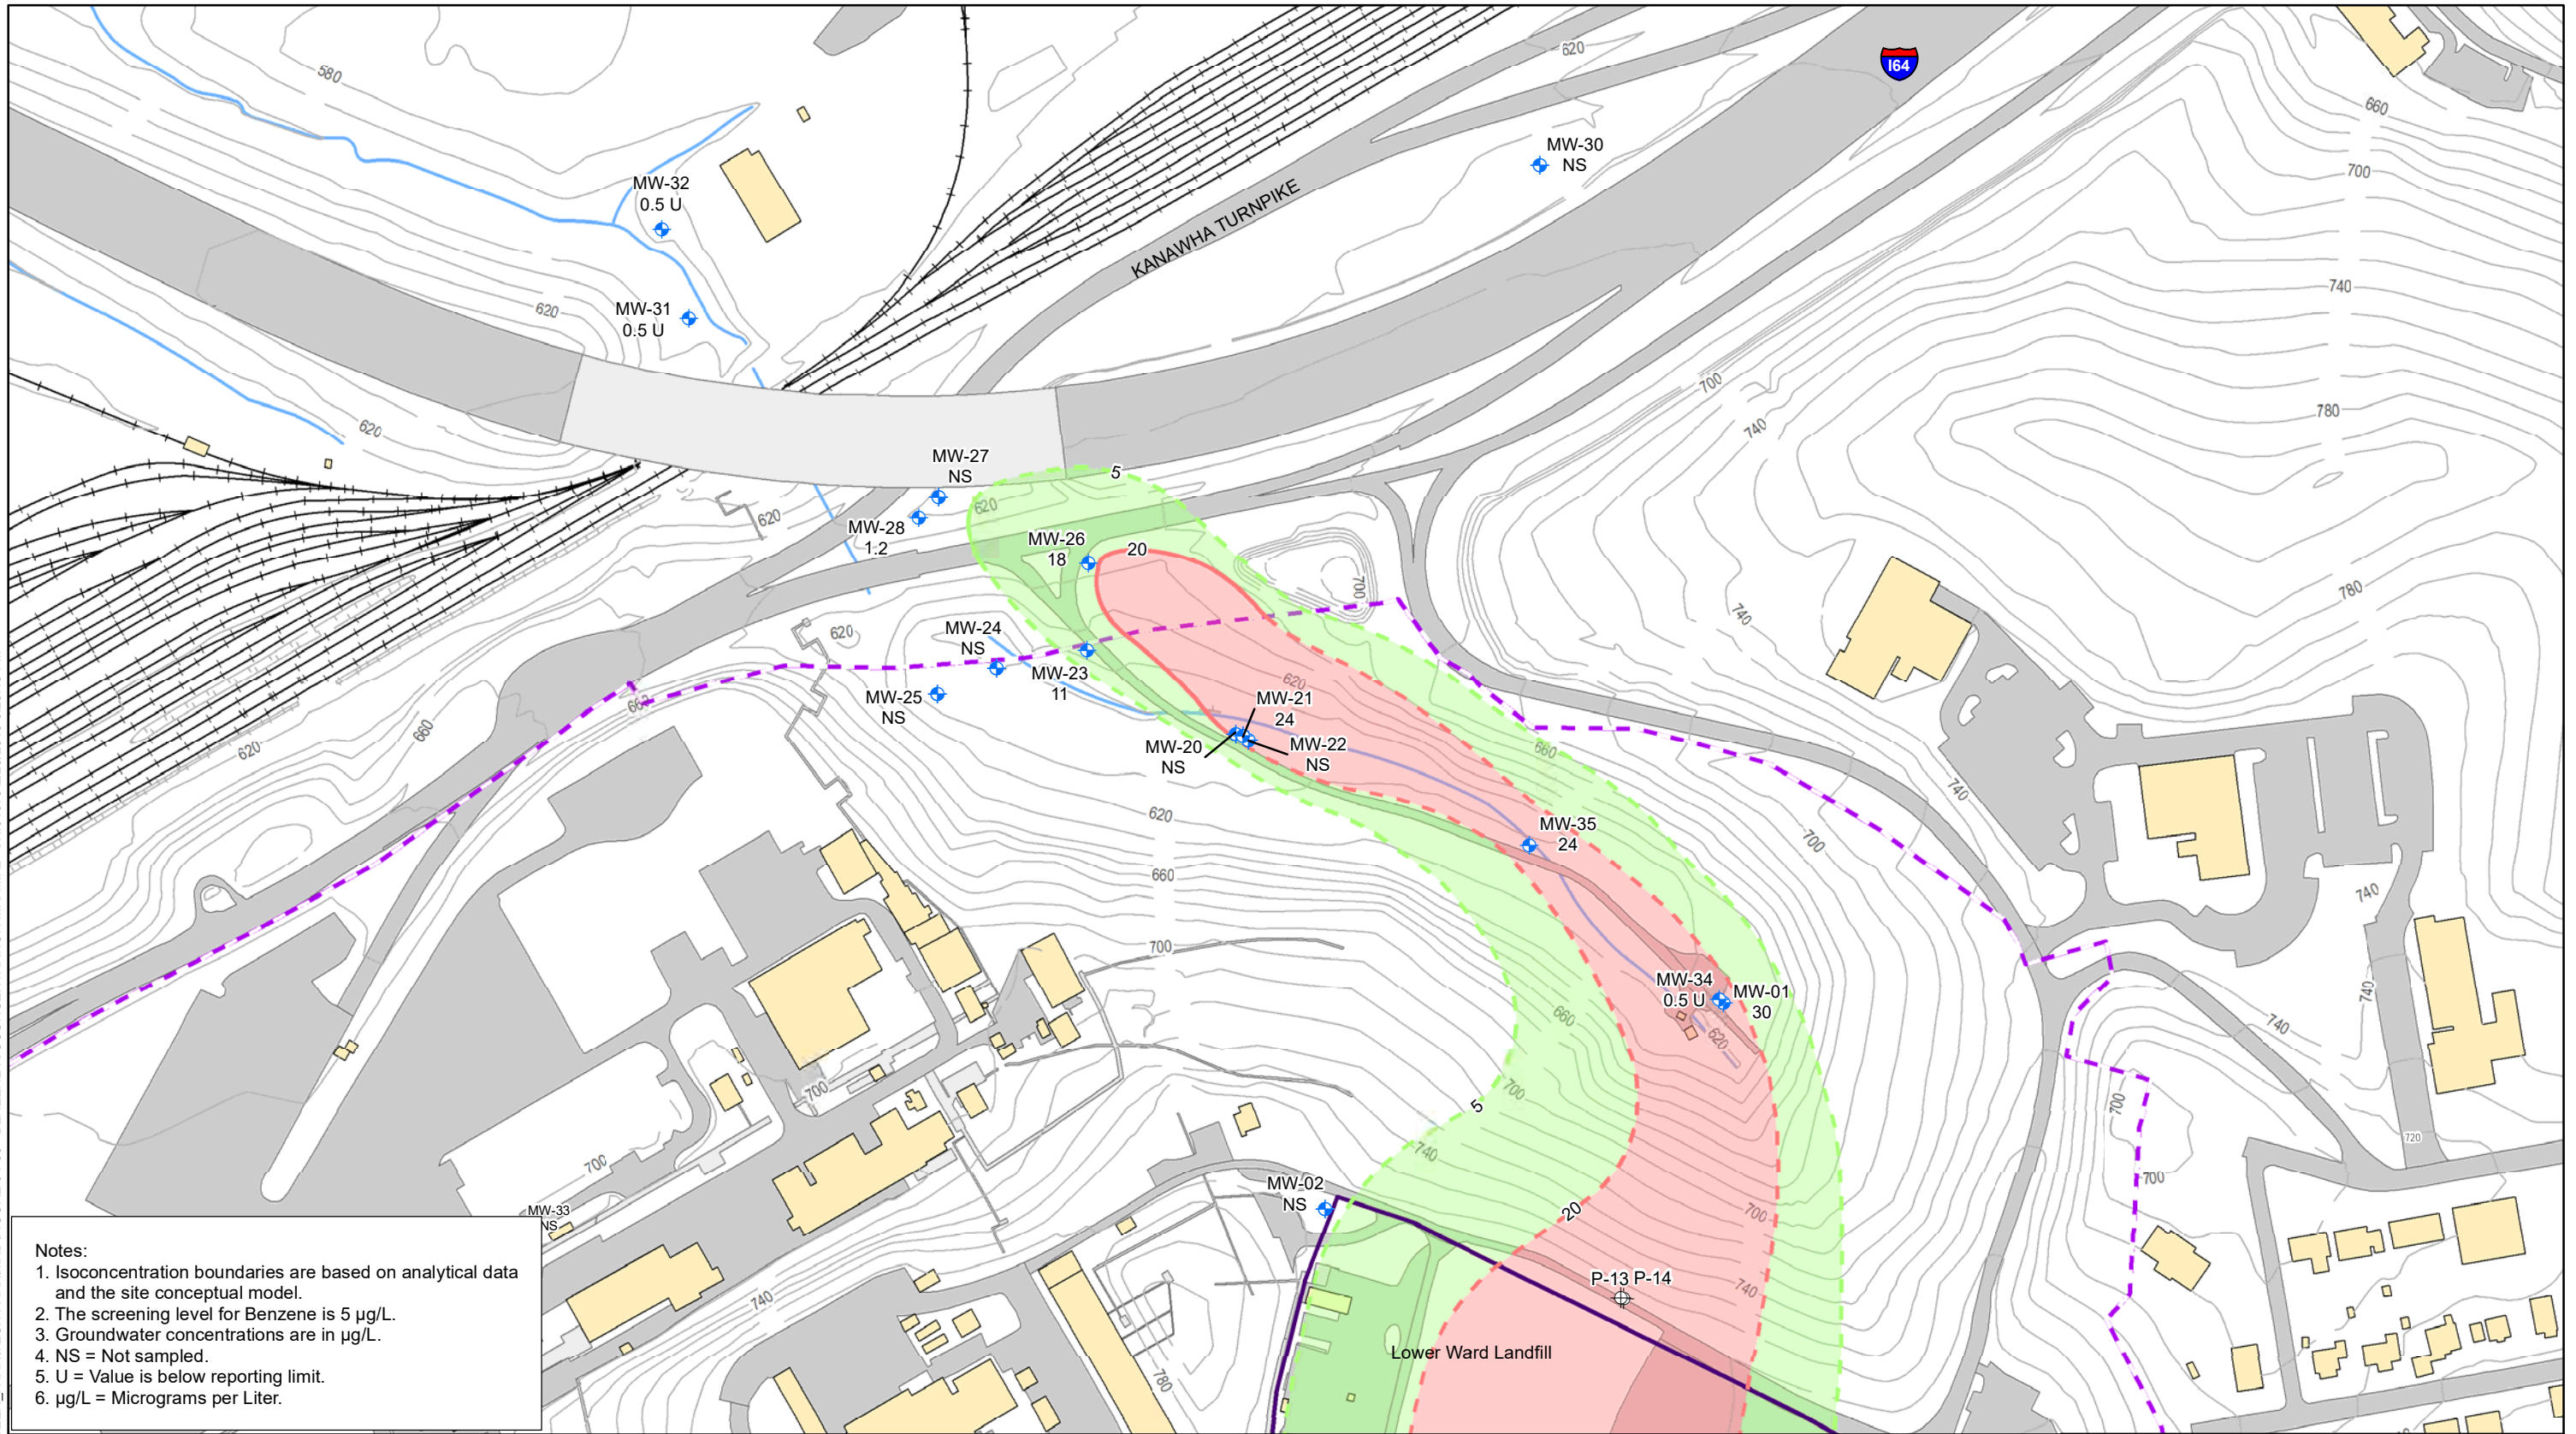 580
620
I64
660
MW-30
NS
700
MW-32
0.5 U
KANAWHA TURNPIKE
740
MW-31
0.5 U
620
700
780
620
740
MW-27
NS
5
620
620
MW-28
1.2
MW-26
18
20
700
780
740
620
MW-24
NS
MW-23
11
620
MW-25
NS
MW-21
24
660
620
MW-20
NS
MW-22
NS
660
740
620
MW-35
24
700
660
740
700
MW-34
0.5 U
MW-01
30
740
660
620
740
700
700
5
700
740
720
700
700
MW-02
NS
MW-33
NS
20
700
P-13 P-14
740
740
Lower Ward Landfill
780
Notes:
1. Isoconcentration boundaries are based on analytical data
and the site conceptual model.
2. The screening level for Benzene is 5 µg/L.
3. Groundwater concentrations are in µg/L.
4. NS = Not sampled.
5. U = Value is below reporting limit.
6. µg/L = Micrograms per Liter.